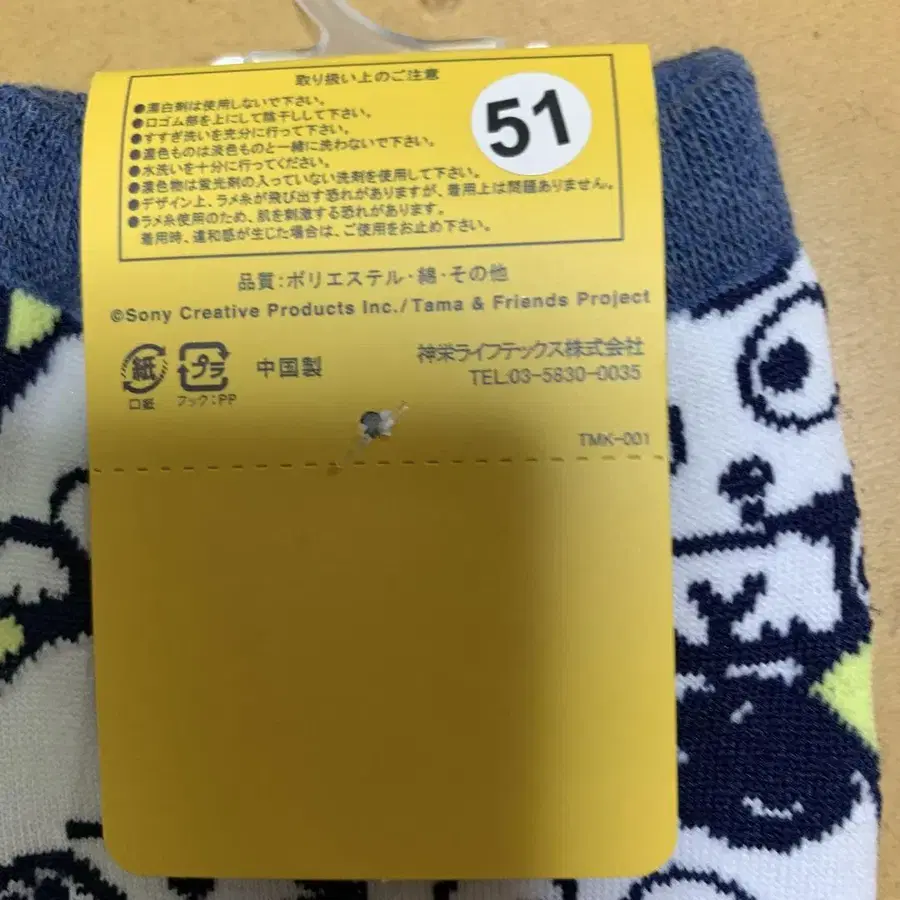 取り扱い上のご注意
51
●漂白剤は使用しないで下さい。
●口ゴム部を上にして陰干しして下さい。
●すすぎ洗いを充分に行って下さい。
●濃色ものは淡色ものと一緒に洗わないで下さい。
●水洗いを十分に行ってください。
●濃色物は蛍光剤の入っていない洗剤を使用して下さい。
●デザイン上、ラメ糸が飛び出す恐れがありますが、着用上は問題ありません。
●ラメ糸使用のため、肌を刺激する恐れがあります。
着用時、違和感が生じた場合は、ご使用をお止め下さい。
品質:ポリエステル・綿・その他
©Sony Creative Products Inc./Tama & Friends Project
紙 プラ 中国製 神栄ライフテックス株式会社
口紙 フック:PP TEL:03-5830-0035
TMK-001